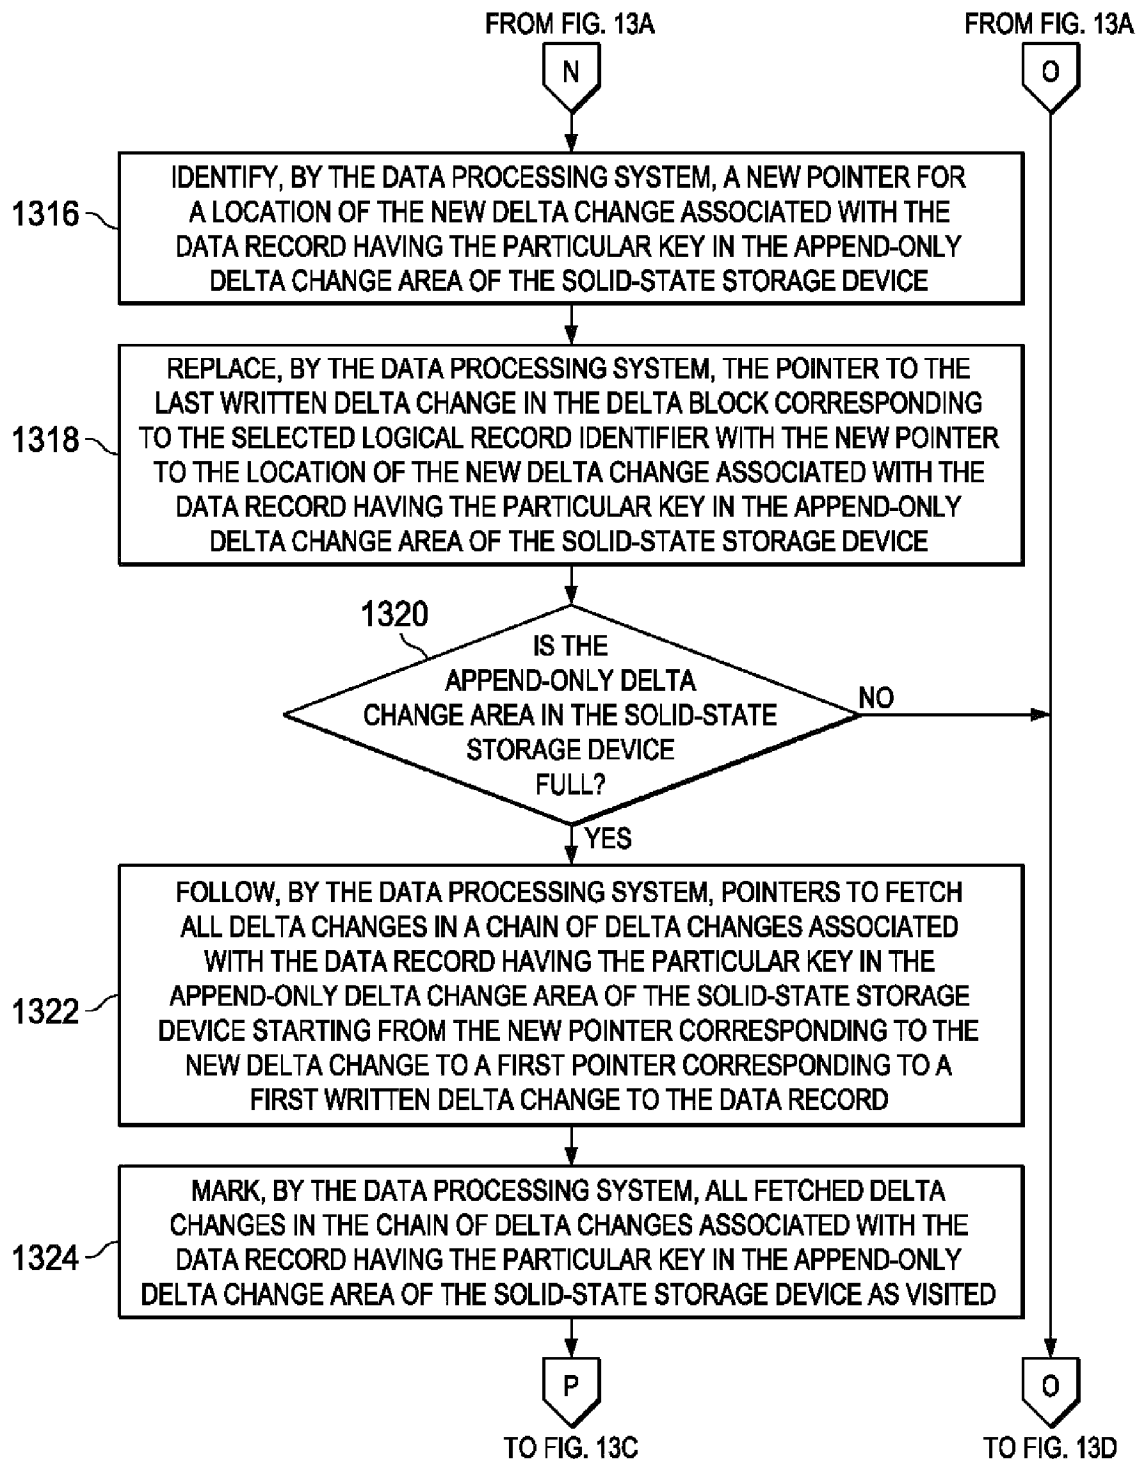 FROM FIG. 13A
FROM FIG. 13A
N
O
1316
IDENTIFY, BY THE DATA PROCESSING SYSTEM, A NEW POINTER FOR
A LOCATION OF THE NEW DELTA CHANGE ASSOCIATED WITH THE
DATA RECORD HAVING THE PARTICULAR KEY IN THE APPEND-ONLY
DELTA CHANGE AREA OF THE SOLID-STATE STORAGE DEVICE
1318
REPLACE, BY THE DATA PROCESSING SYSTEM, THE POINTER TO THE
LAST WRITTEN DELTA CHANGE IN THE DELTA BLOCK CORRESPONDING
TO THE SELECTED LOGICAL RECORD IDENTIFIER WITH THE NEW POINTER
TO THE LOCATION OF THE NEW DELTA CHANGE ASSOCIATED WITH THE
DATA RECORD HAVING THE PARTICULAR KEY IN THE APPEND-ONLY
DELTA CHANGE AREA OF THE SOLID-STATE STORAGE DEVICE
1320
IS THE
APPEND-ONLY DELTA
CHANGE AREA IN THE SOLID-STATE
STORAGE DEVICE
FULL?
NO
YES
1322
FOLLOW, BY THE DATA PROCESSING SYSTEM, POINTERS TO FETCH
ALL DELTA CHANGES IN A CHAIN OF DELTA CHANGES ASSOCIATED
WITH THE DATA RECORD HAVING THE PARTICULAR KEY IN THE
APPEND-ONLY DELTA CHANGE AREA OF THE SOLID-STATE STORAGE
DEVICE STARTING FROM THE NEW POINTER CORRESPONDING TO THE
NEW DELTA CHANGE TO A FIRST POINTER CORRESPONDING TO A
FIRST WRITTEN DELTA CHANGE TO THE DATA RECORD
1324
MARK, BY THE DATA PROCESSING SYSTEM, ALL FETCHED DELTA
CHANGES IN THE CHAIN OF DELTA CHANGES ASSOCIATED WITH THE
DATA RECORD HAVING THE PARTICULAR KEY IN THE APPEND-ONLY
DELTA CHANGE AREA OF THE SOLID-STATE STORAGE DEVICE AS VISITED
P
O
TO FIG. 13C
TO FIG. 13D